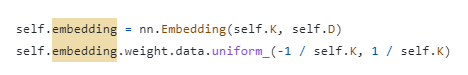 self.embedding = nn.Embedding(self.K, self.D)
self.embedding.weight.data.uniform_(-1 / self.K, 1 / self.K)